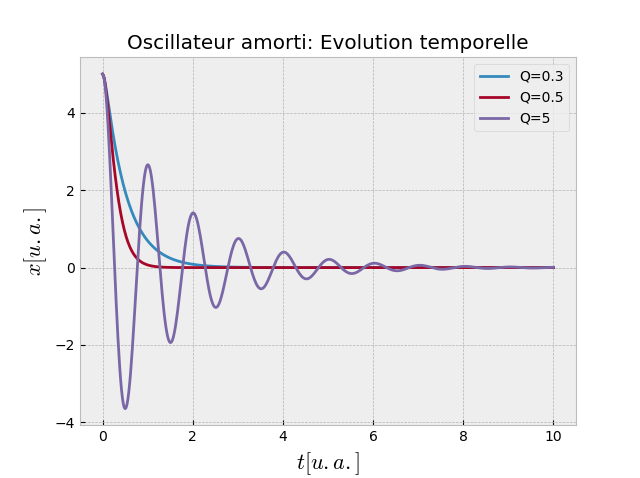 Oscillateur amorti: Evolution temporelle
Q=0.3
Q=0.5
Q=5
4
2
0
−2
−4
x[u.a.]
0 2 4 6 8 10
t[u.a.]